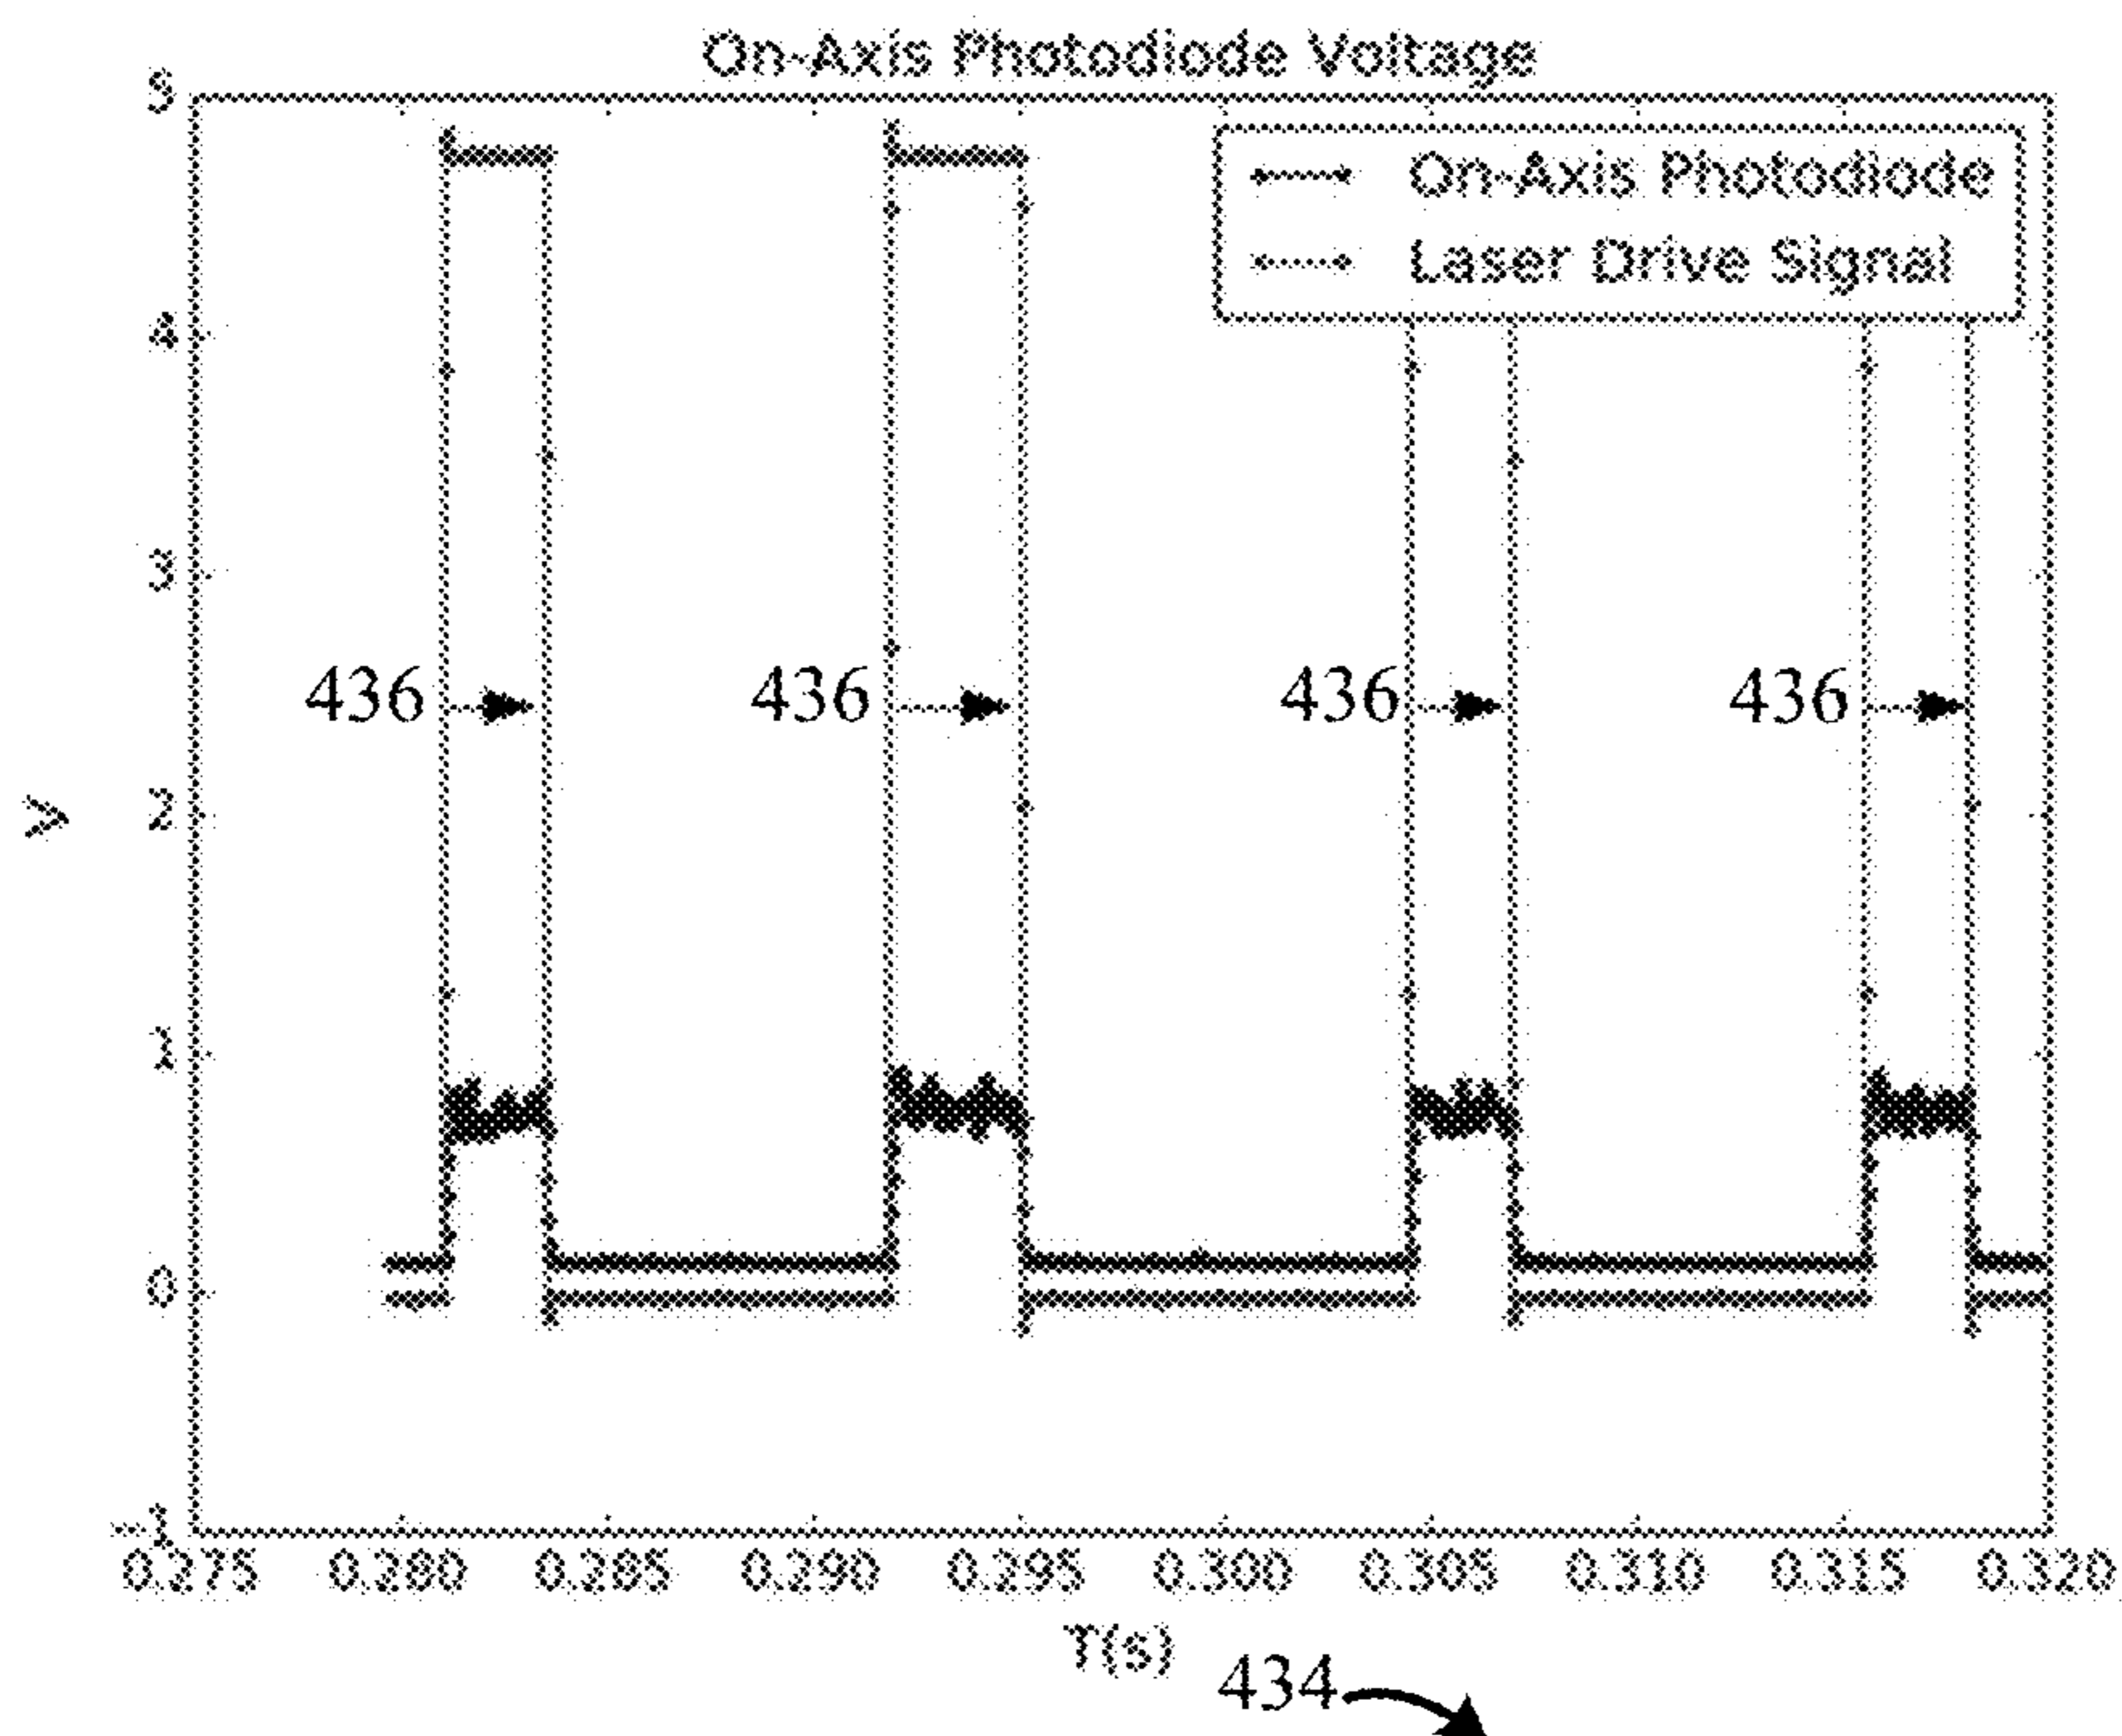 On-Axis Photodiode Voltage
5
On-Axis Photodiode
Laser Drive Signal
4
3
436 436 436 436
V
2
1
0
-1
0.275 0.280 0.285 0.290 0.295 0.300 0.305 0.310 0.315 0.320
T(s)
434